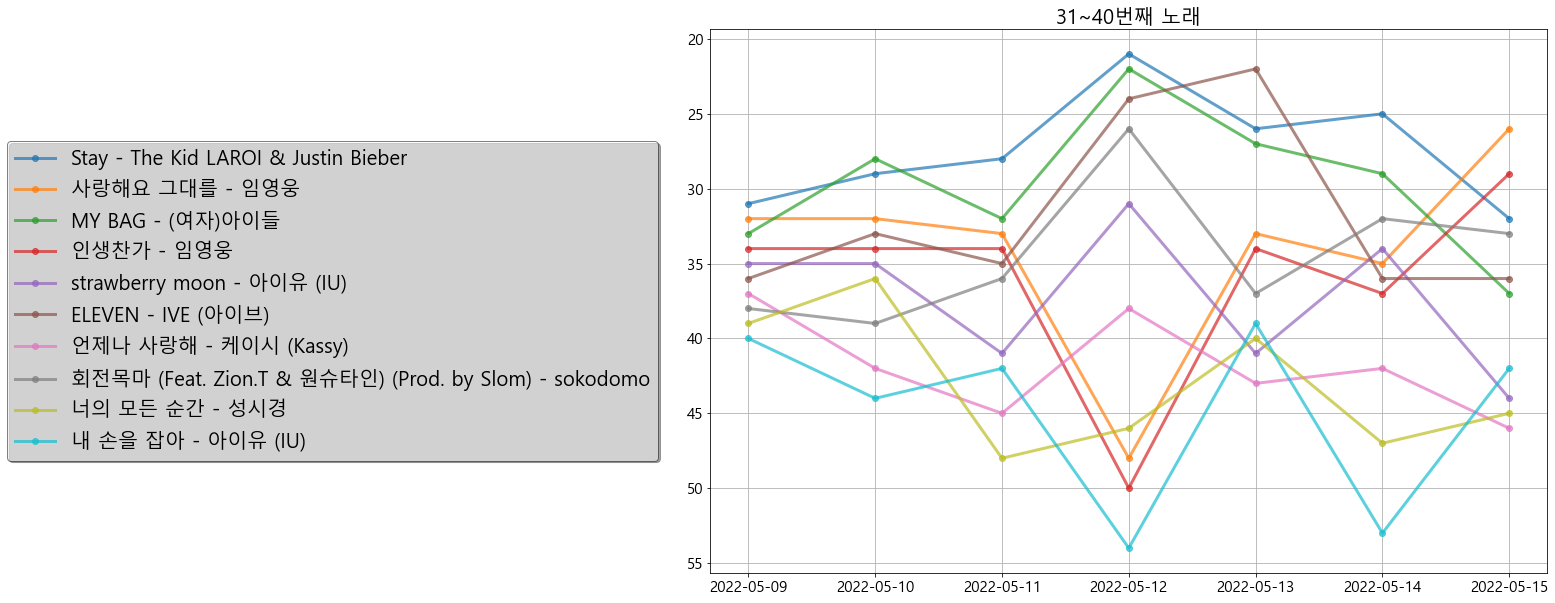 31~40번째 노래
Stay - The Kid LAROI & Justin Bieber
사랑해요 그대를 - 임영웅
MY BAG - (여자)아이들
인생찬가 - 임영웅
strawberry moon - 아이유 (IU)
ELEVEN - IVE (아이브)
언제나 사랑해 - 케이시 (Kassy)
회전목마 (Feat. Zion.T & 원슈타인) (Prod. by Slom) - sokodomo
너의 모든 순간 - 성시경
내 손을 잡아 - 아이유 (IU)
20
25
30
35
40
45
50
55
2022-05-09 2022-05-10 2022-05-11 2022-05-12 2022-05-13 2022-05-14 2022-05-15